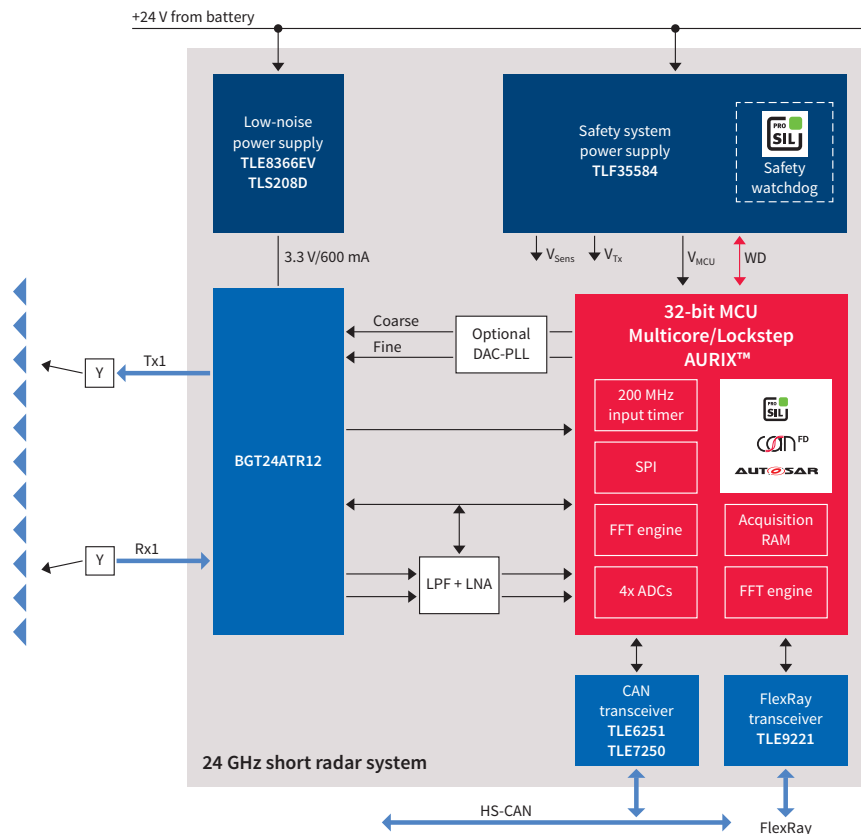 +24 V from battery
Low-noise
power supply
TLE8366EV
TLS208D
Safety system
power supply
TLF35584
PRO
SIL
Safety
watchdog
3.3 V/600 mA
VSens
VTx
VMCU
WD
Coarse
Fine
Optional
DAC-PLL
32-bit MCU
Multicore/Lockstep
AURIX™
200 MHz
input timer
PRO
SIL
CAN FD
AUTOSAR
SPI
Y
Tx1
BGT24ATR12
FFT engine
Acquisition
RAM
Y
Rx1
LPF + LNA
4x ADCs
FFT engine
CAN
transceiver
TLE6251
TLE7250
FlexRay
transceiver
TLE9221
24 GHz short radar system
HS-CAN
FlexRay